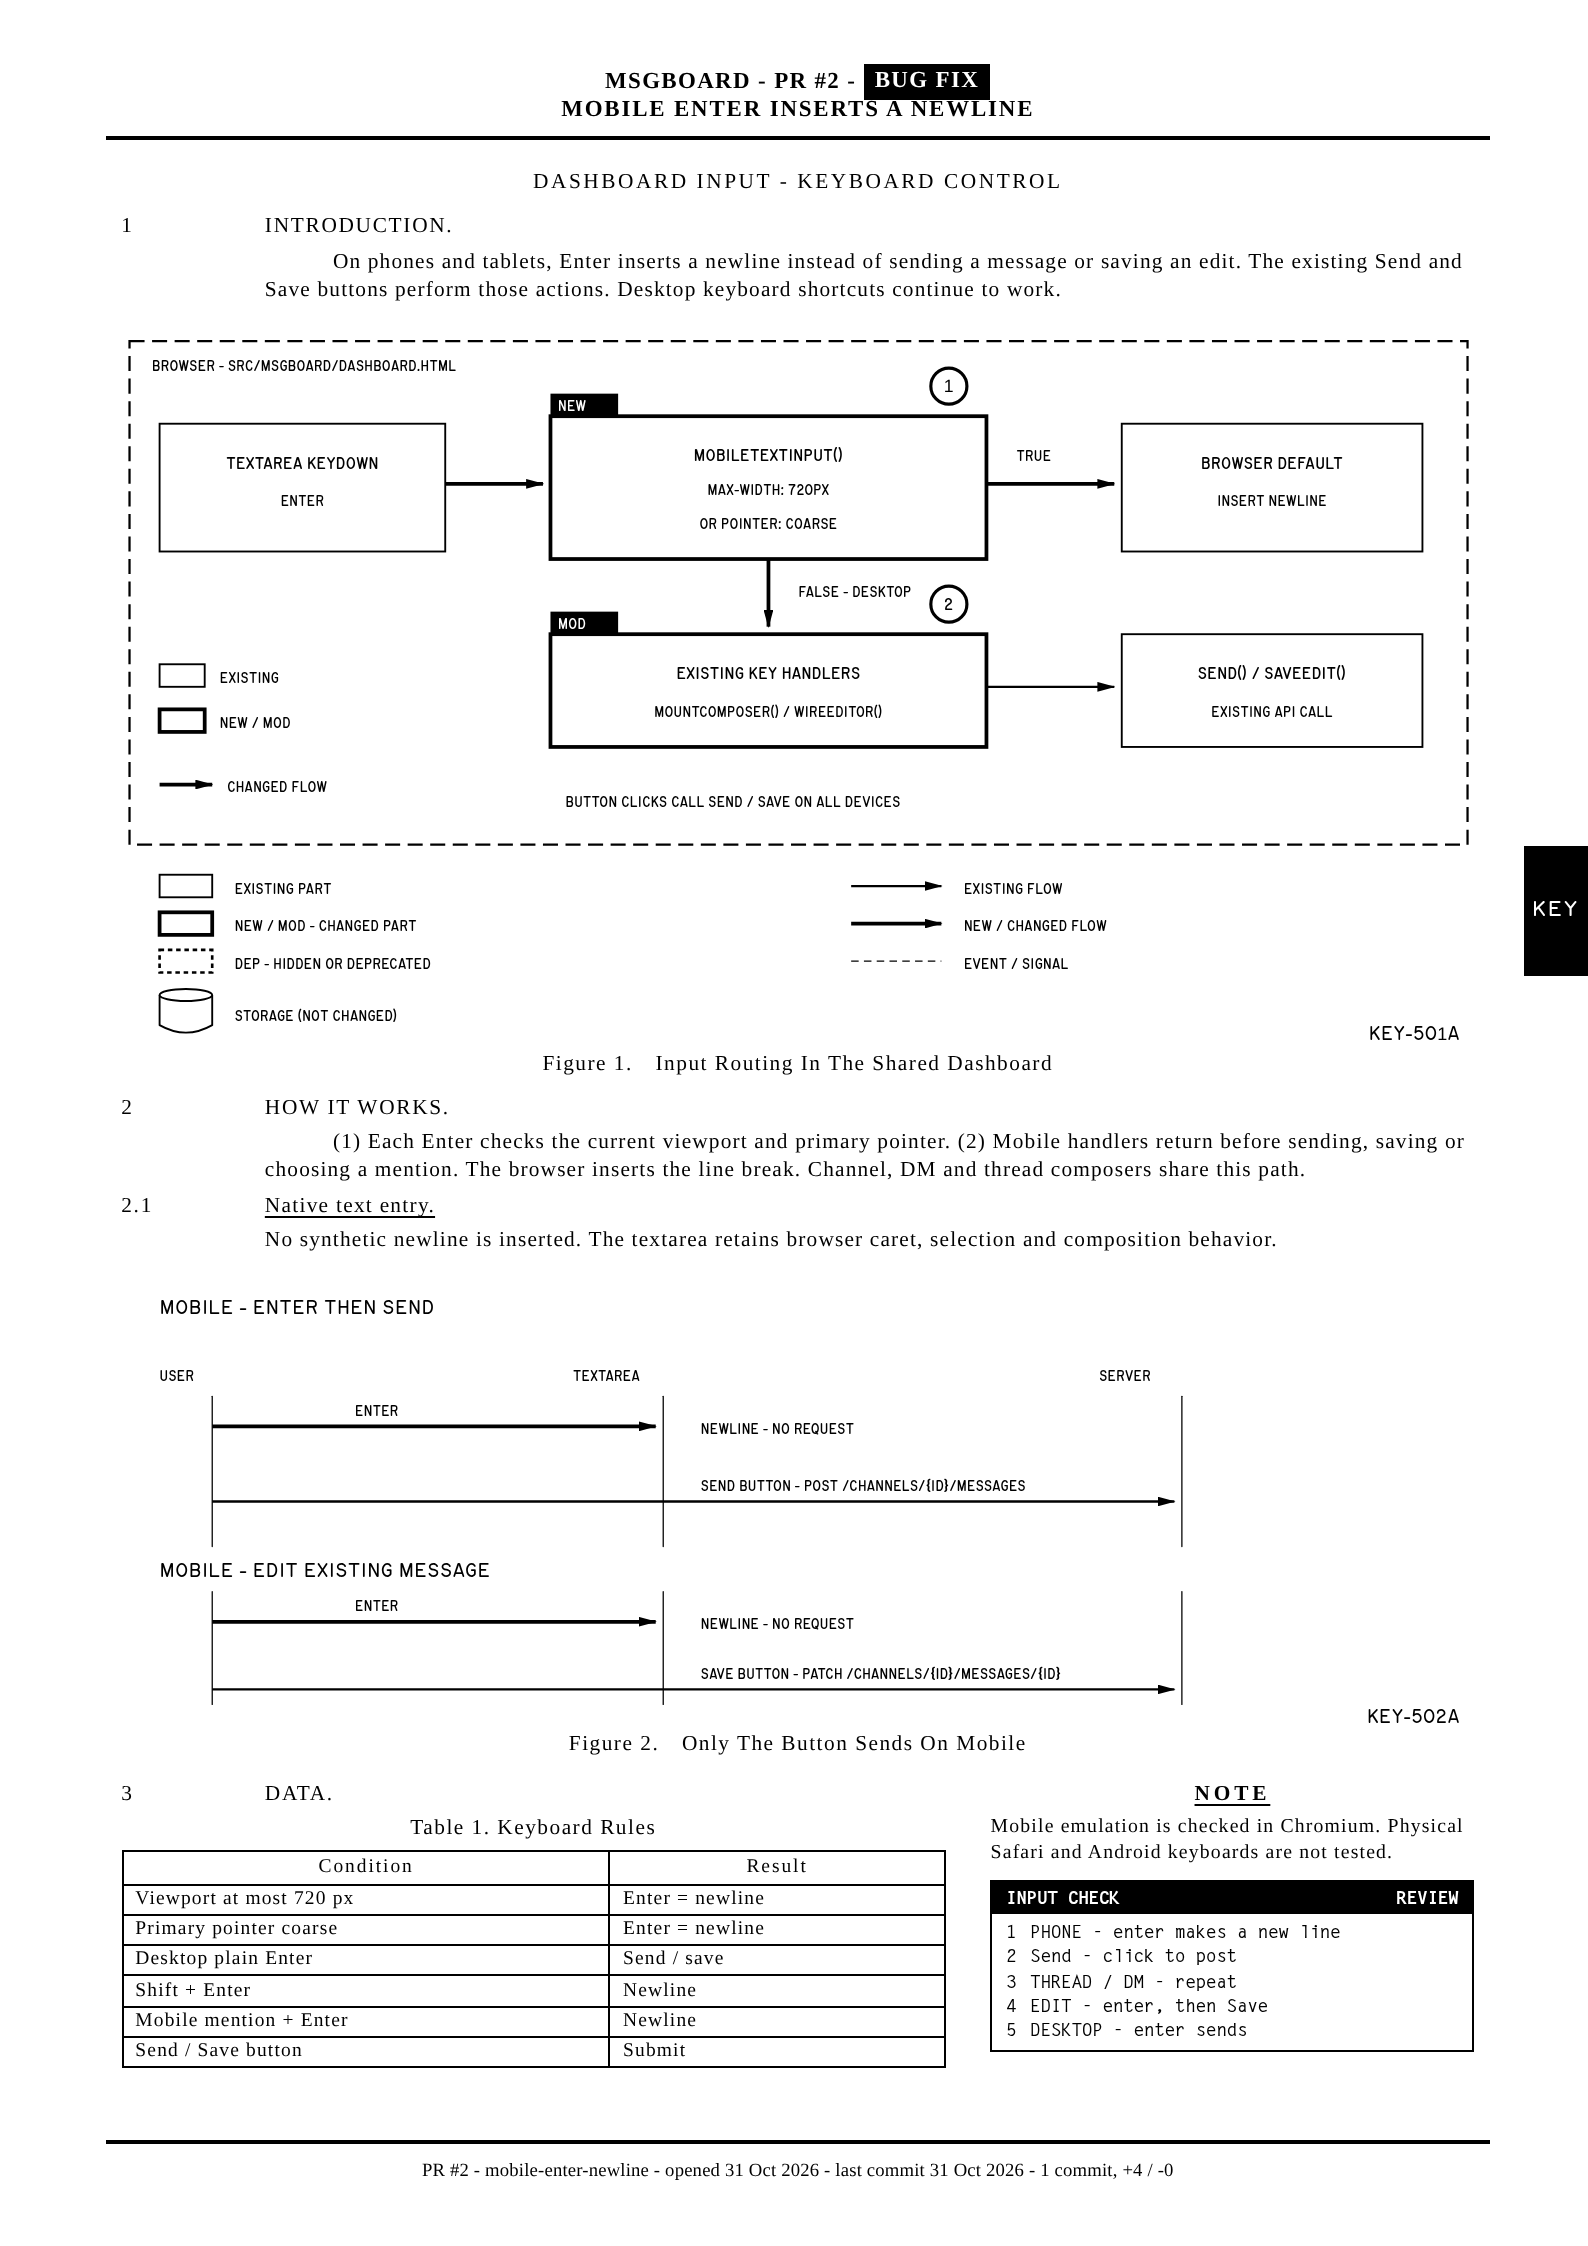 MSGBOARD - PR #2 - BUG FIX
MOBILE ENTER INSERTS A NEWLINE
DASHBOARD INPUT - KEYBOARD CONTROL
1 INTRODUCTION.
On phones and tablets, Enter inserts a newline instead of sending a message or saving an edit. The existing Send and
Save buttons perform those actions. Desktop keyboard shortcuts continue to work.
BROWSER - SRC/MSGBOARD/DASHBOARD.HTML
1
NEW
TEXTAREA KEYDOWN
ENTER
MOBILETEXTINPUT()
MAX-WIDTH: 720PX
OR POINTER: COARSE
TRUE
BROWSER DEFAULT
INSERT NEWLINE
FALSE - DESKTOP
2
MOD
EXISTING KEY HANDLERS
MOUNTCOMPOSER() / WIREEDITOR()
SEND() / SAVEEDIT()
EXISTING API CALL
EXISTING
NEW / MOD
CHANGED FLOW
BUTTON CLICKS CALL SEND / SAVE ON ALL DEVICES
EXISTING PART
NEW / MOD - CHANGED PART
DEP - HIDDEN OR DEPRECATED
STORAGE (NOT CHANGED)
EXISTING FLOW
NEW / CHANGED FLOW
EVENT / SIGNAL
KEY
KEY-501A
Figure 1. Input Routing In The Shared Dashboard
2 HOW IT WORKS.
(1) Each Enter checks the current viewport and primary pointer. (2) Mobile handlers return before sending, saving or
choosing a mention. The browser inserts the line break. Channel, DM and thread composers share this path.
2.1 Native text entry.
No synthetic newline is inserted. The textarea retains browser caret, selection and composition behavior.
MOBILE - ENTER THEN SEND
USER TEXTAREA SERVER
ENTER
NEWLINE - NO REQUEST
SEND BUTTON - POST /CHANNELS/{ID}/MESSAGES
MOBILE - EDIT EXISTING MESSAGE
ENTER
NEWLINE - NO REQUEST
SAVE BUTTON - PATCH /CHANNELS/{ID}/MESSAGES/{ID}
KEY-502A
Figure 2. Only The Button Sends On Mobile
3 DATA.
Table 1. Keyboard Rules
Condition Result
Viewport at most 720 px Enter = newline
Primary pointer coarse Enter = newline
Desktop plain Enter Send / save
Shift + Enter Newline
Mobile mention + Enter Newline
Send / Save button Submit
NOTE
Mobile emulation is checked in Chromium. Physical
Safari and Android keyboards are not tested.
INPUT CHECK REVIEW
1 PHONE - enter makes a new line
2 Send - click to post
3 THREAD / DM - repeat
4 EDIT - enter, then Save
5 DESKTOP - enter sends
PR #2 - mobile-enter-newline - opened 31 Oct 2026 - last commit 31 Oct 2026 - 1 commit, +4 / -0